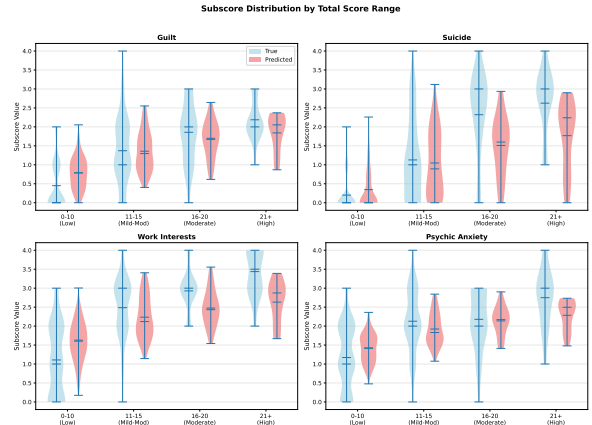 Subscore Distribution by Total Score Range
Guilt
Subscore Value
4.0
3.5
3.0
2.5
2.0
1.5
1.0
0.5
0.0
True
Predicted
0-10
(Low)
11-15
(Mild-Mod)
16-20
(Moderate)
21+
(High)
Suicide
Subscore Value
4.0
3.5
3.0
2.5
2.0
1.5
1.0
0.5
0.0
0-10
(Low)
11-15
(Mild-Mod)
16-20
(Moderate)
21+
(High)
Work Interests
Subscore Value
4.0
3.5
3.0
2.5
2.0
1.5
1.0
0.5
0.0
0-10
(Low)
11-15
(Mild-Mod)
16-20
(Moderate)
21+
(High)
Psychic Anxiety
Subscore Value
4.0
3.5
3.0
2.5
2.0
1.5
1.0
0.5
0.0
0-10
(Low)
11-15
(Mild-Mod)
16-20
(Moderate)
21+
(High)